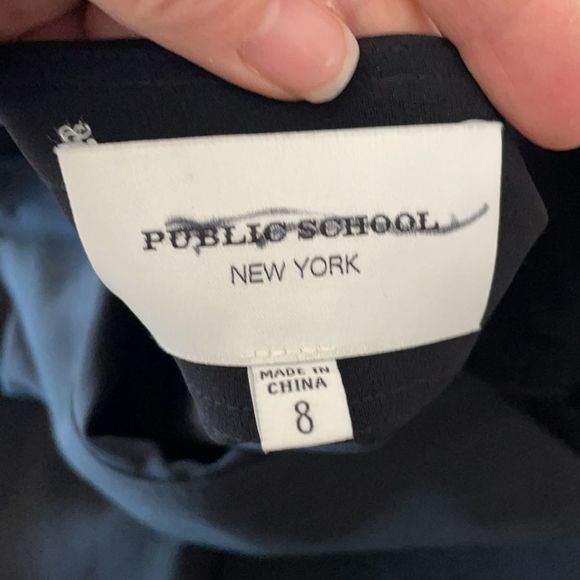 PUBLIC SCHOOL
NEW YORK
MADE IN
CHINA
8